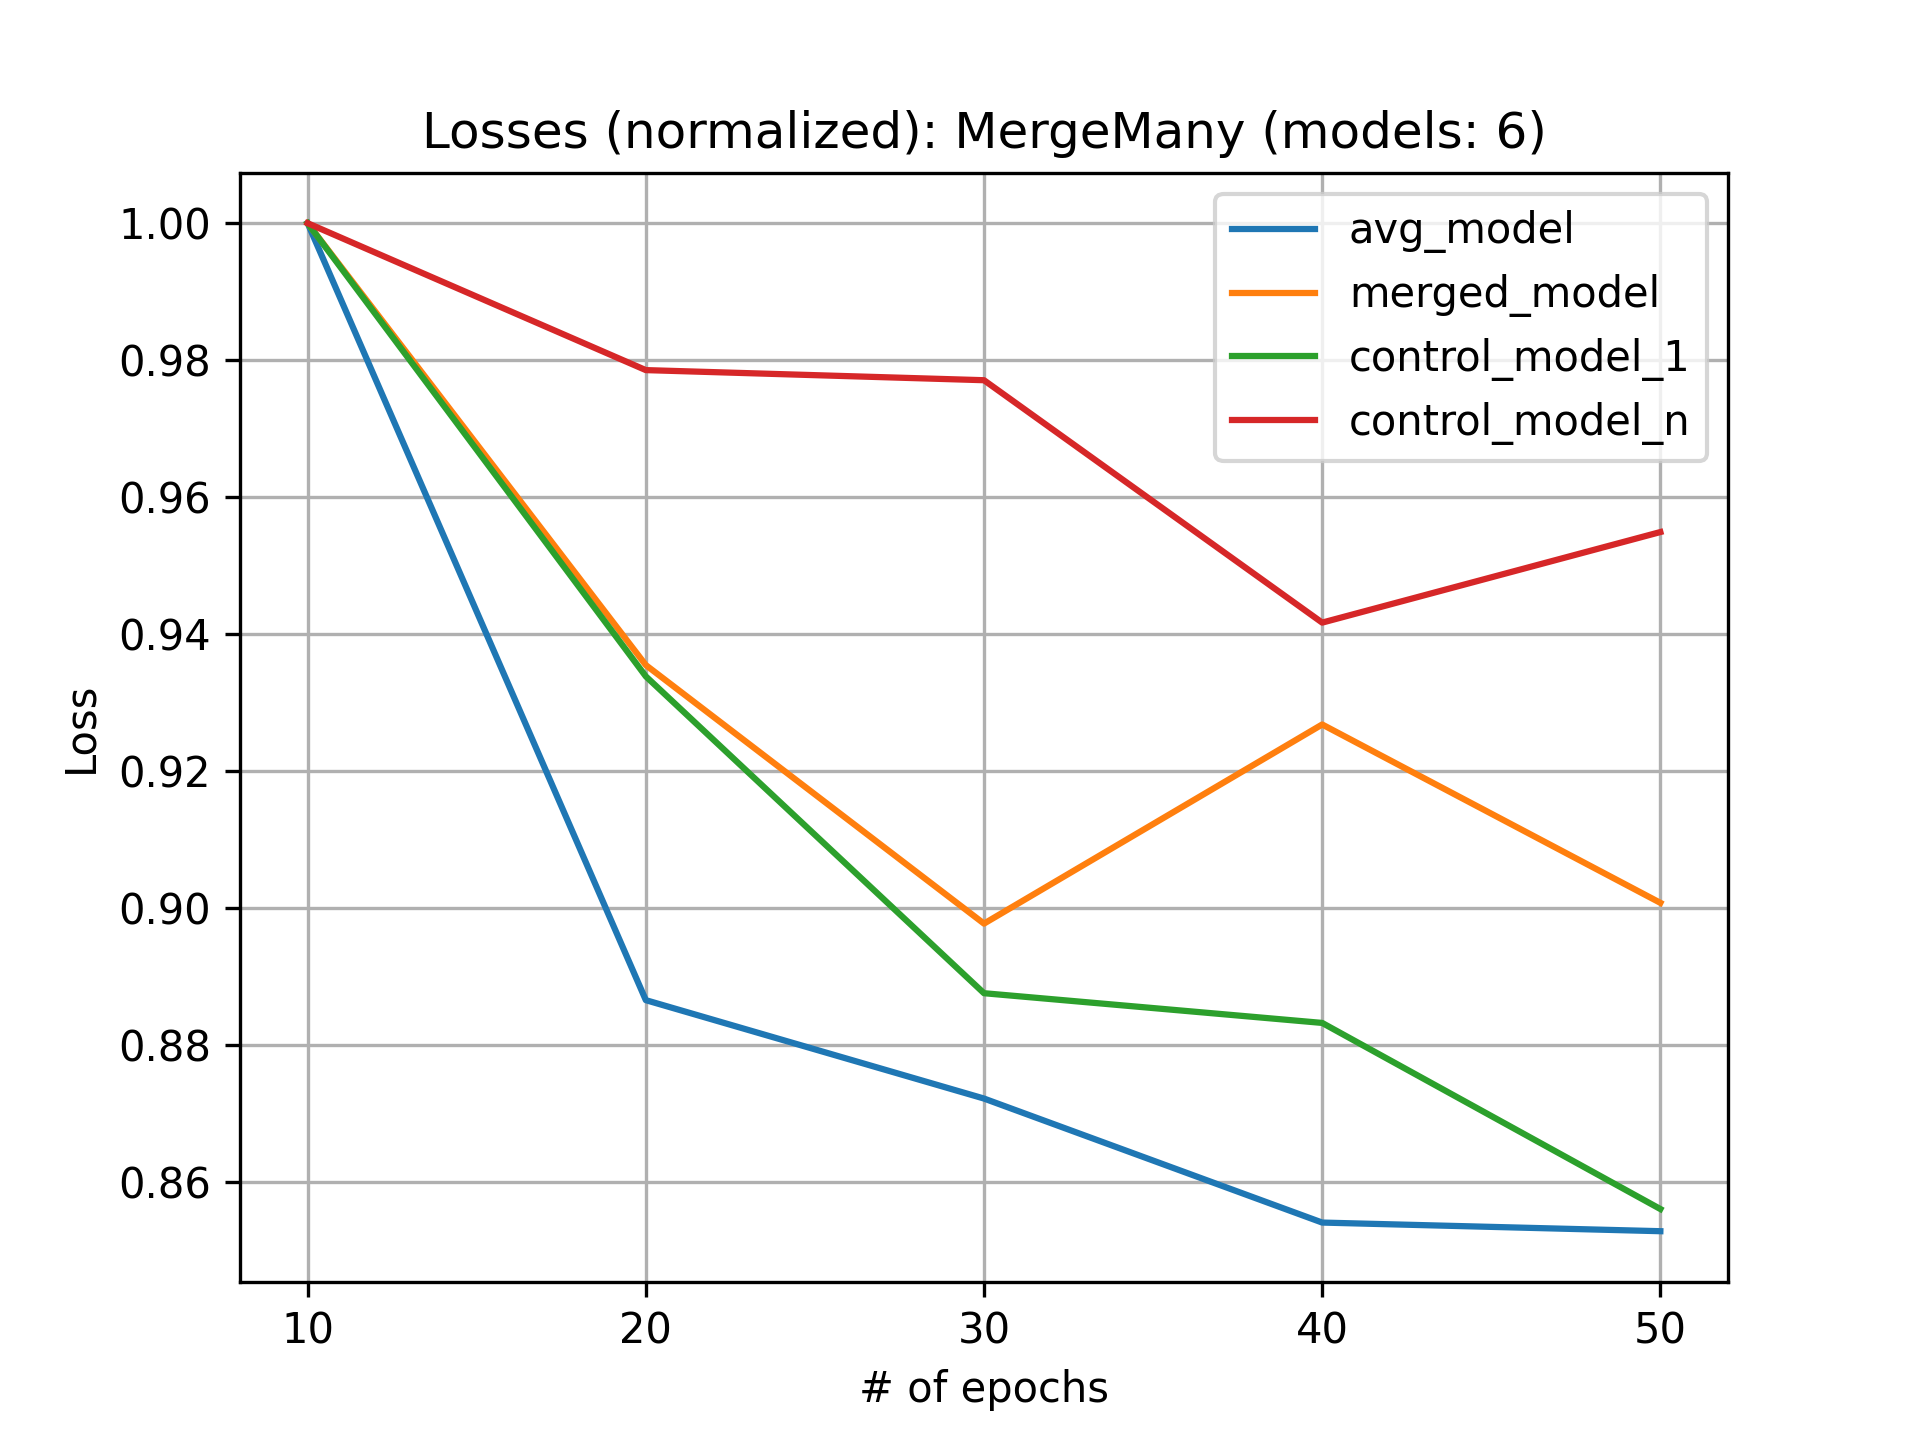 Losses (normalized): MergeMany (models: 6)
avg_model
merged_model
control_model_1
control_model_n
1.00
0.98
0.96
0.94
0.92
0.90
0.88
0.86
Loss
10 20 30 40 50
# of epochs